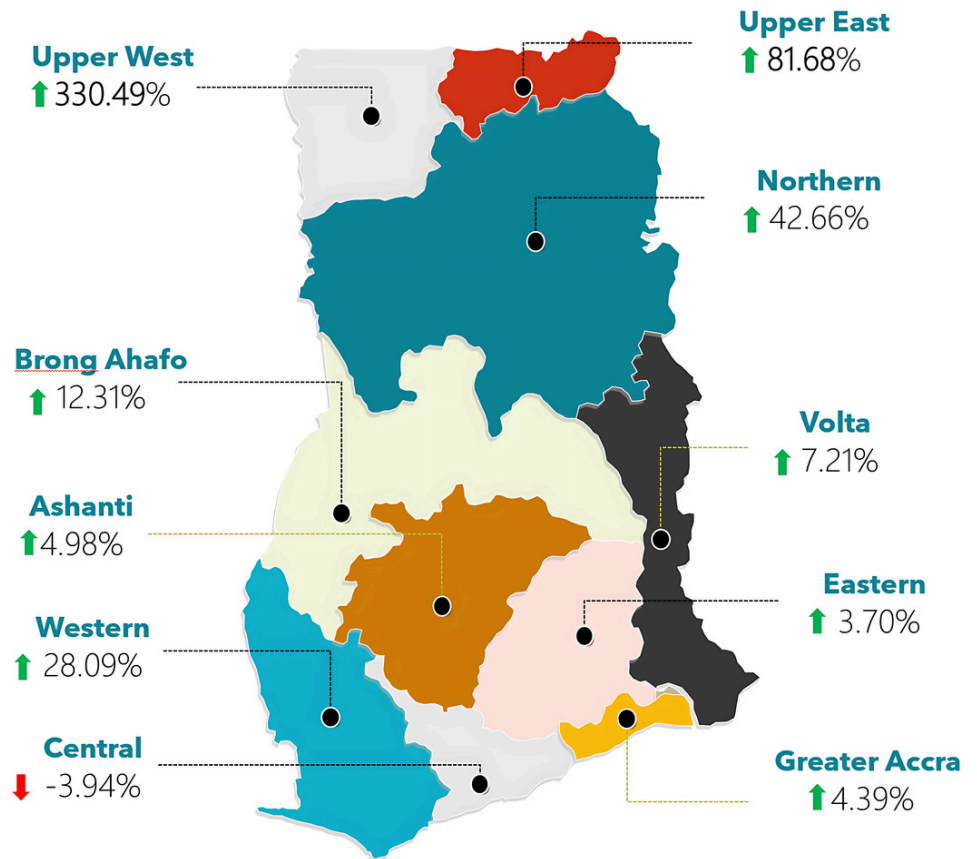 Upper West
330.49%
Upper East
81.68%
Northern
42.66%
Brong Ahafo
12.31%
Volta
7.21%
Ashanti
4.98%
Eastern
3.70%
Western
28.09%
Central
-3.94%
Greater Accra
4.39%